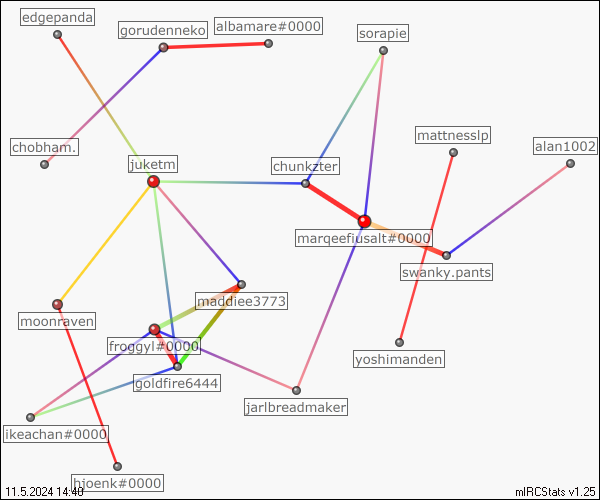 edgepanda
gorudenneko
albamare#0000
sorapie
chobham.
juketm
chunkzter
mattnesslp
alan1002
marqeefiusalt#0000
swanky.pants
maddiee3773
moonraven
froggyl#0000
goldfire6444
yoshimanden
jarlbreadmaker
ikeachan#0000
hjoenk#0000
11.5.2024 14:40
mIRCStats v1.25